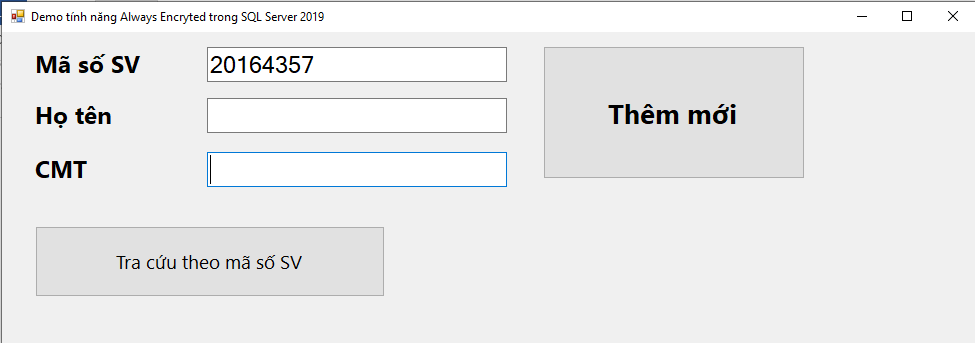 Demo tính năng Always Encryted trong SQL Server 2019
Mã số SV 20164357
Thêm mới
Họ tên
CMT
Tra cứu theo mã số SV